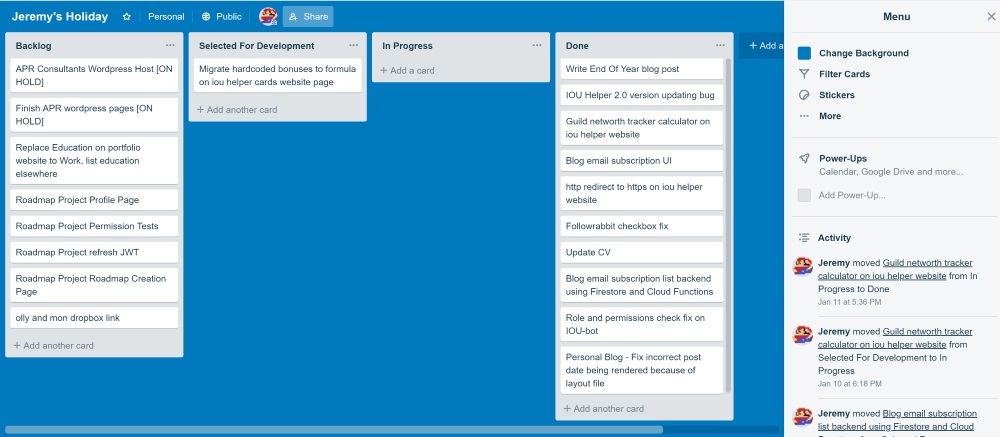 Jeremy's Holiday
Personal
Public
Share
Backlog
APR Consultants Wordpress Host [ON
HOLD]
Finish APR wordpress pages [ON
HOLD]
Replace Education on portfolio
website to Work, list education
elsewhere
Roadmap Project Profile Page
Roadmap Project Permission Tests
Roadmap Project refresh JWT
Roadmap Project Roadmap Creation
Page
olly and mon dropbox link
+ Add another card
Selected For Development
Migrate hardcoded bonuses to formula
on iou helper cards website page
+ Add another card
In Progress
+ Add a card
Done
Write End Of Year blog post
IOU Helper 2.0 version updating bug
Guild networth tracker calculator on
iou helper website
Blog email subscription UI
http redirect to https on iou helper
website
Followrabbit checkbox fix
Update CV
Blog email subscription list backend
using Firestore and Cloud Functions
Role and permissions check fix on
IOU-bot
Personal Blog - Fix incorrect post
date being rendered because of
layout file
+ Add another card
+ Add a
Menu
Change Background
Filter Cards
Stickers
More
Power-Ups
Calendar, Google Drive and more...
Add Power-Up...
Activity
Jeremy moved Guild networth tracker
calculator on iou helper website from In
Progress to Done
Jan 11 at 5:36 PM
Jeremy moved Guild networth tracker
calculator on iou helper website from
Selected For Development to In
Progress
Jan 10 at 6:18 PM
Jeremy moved Blog email subscription
list backend using Firestore and Cloud